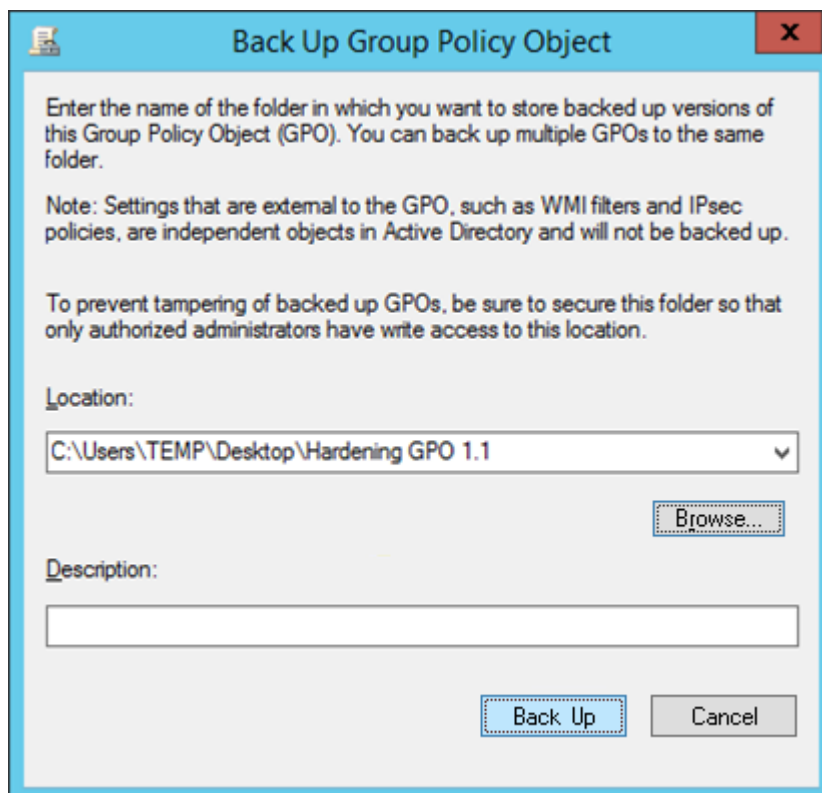 Back Up Group Policy Object
x
Enter the name of the folder in which you want to store backed up versions of
this Group Policy Object (GPO). You can back up multiple GPOs to the same
folder.
Note: Settings that are external to the GPO, such as WMI filters and IPsec
policies, are independent objects in Active Directory and will not be backed up.
To prevent tampering of backed up GPOs, be sure to secure this folder so that
only authorized administrators have write access to this location.
Location:
C:\Users\TEMP\Desktop\Hardening GPO 1.1
Browse...
Description:
Back Up Cancel